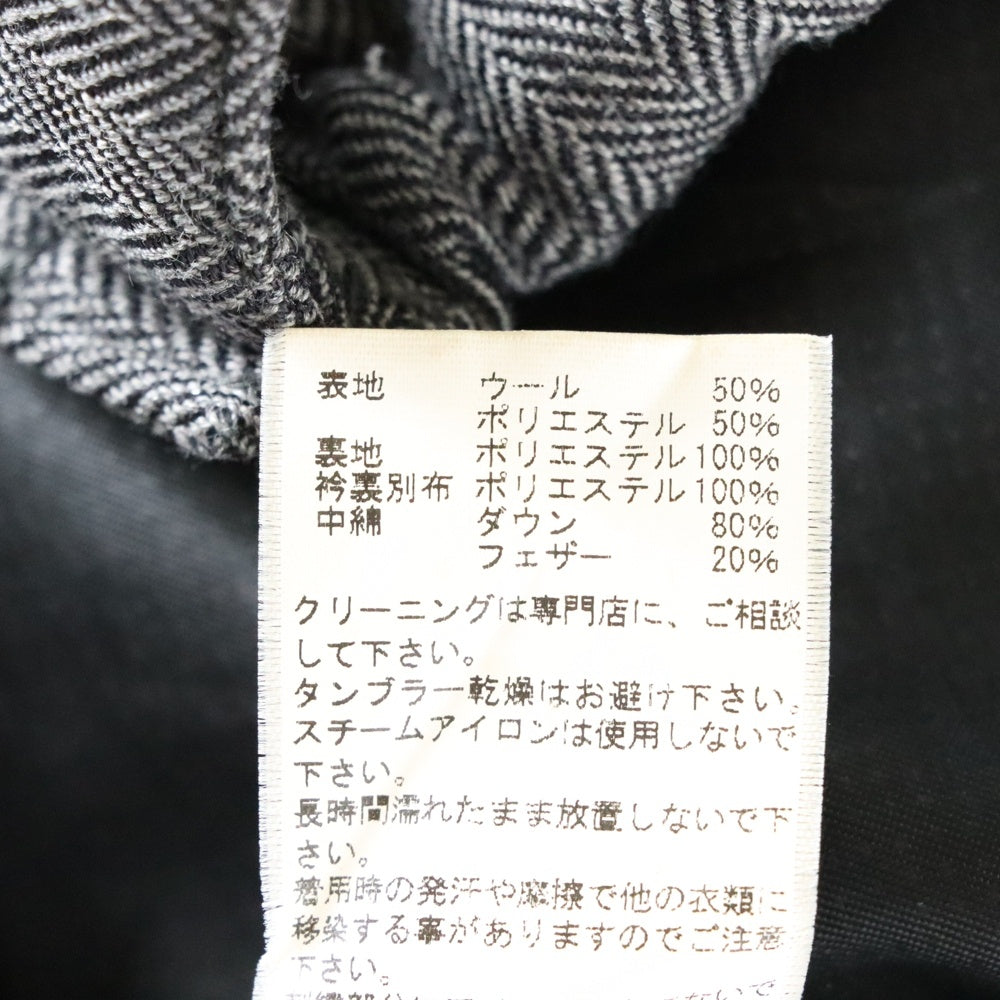 表地 ウール 50%
ポリエステル 50%
裏地 ポリエステル 100%
衿裏別布 ポリエステル 100%
中綿 ダウン 80%
フェザー 20%
クリーニングは専門店に、ご相談
して下さい。
タンブラー乾燥はお避け下さい。
スチームアイロンは使用しないで
下さい。
長時間濡れたまま放置しないで下
さい。
着用時の発汗や摩擦で他の衣類に
移染する事がありますのでご注意
下さい。